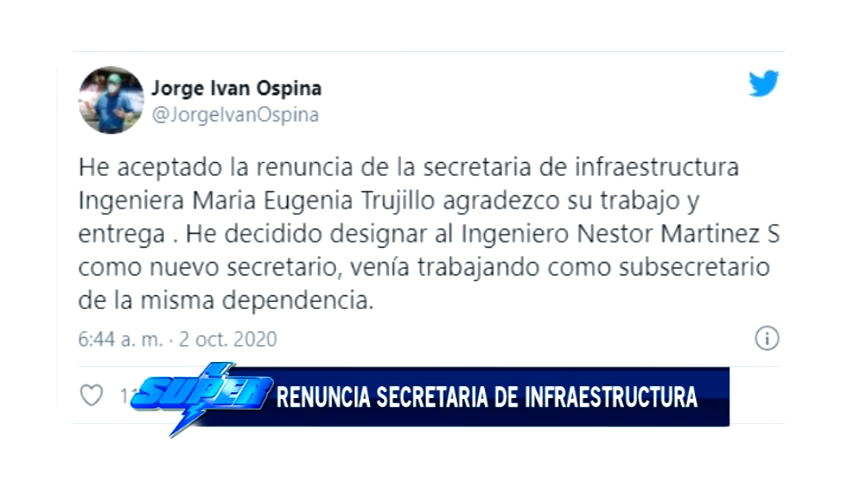 Jorge Ivan Ospina
@JorgeIvanOspina
He aceptado la renuncia de la secretaria de infraestructura
Ingeniera Maria Eugenia Trujillo agradezco su trabajo y
entrega . He decidido designar al Ingeniero Nestor Martinez S
como nuevo secretario, venía trabajando como subsecretario
de la misma dependencia.
6:44 a. m. · 2 oct. 2020
SUPER RENUNCIA SECRETARIA DE INFRAESTRUCTURA